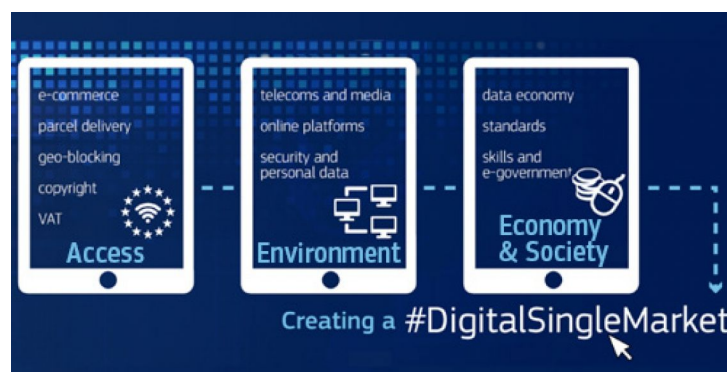 e-commerce
parcel delivery
geo-blocking
copyright
VAT
Access
telecoms and media
online platforms
security and
personal data
Environment
data economy
standards
skills and
e-government
Economy
& Society
Creating a #DigitalSingleMarket